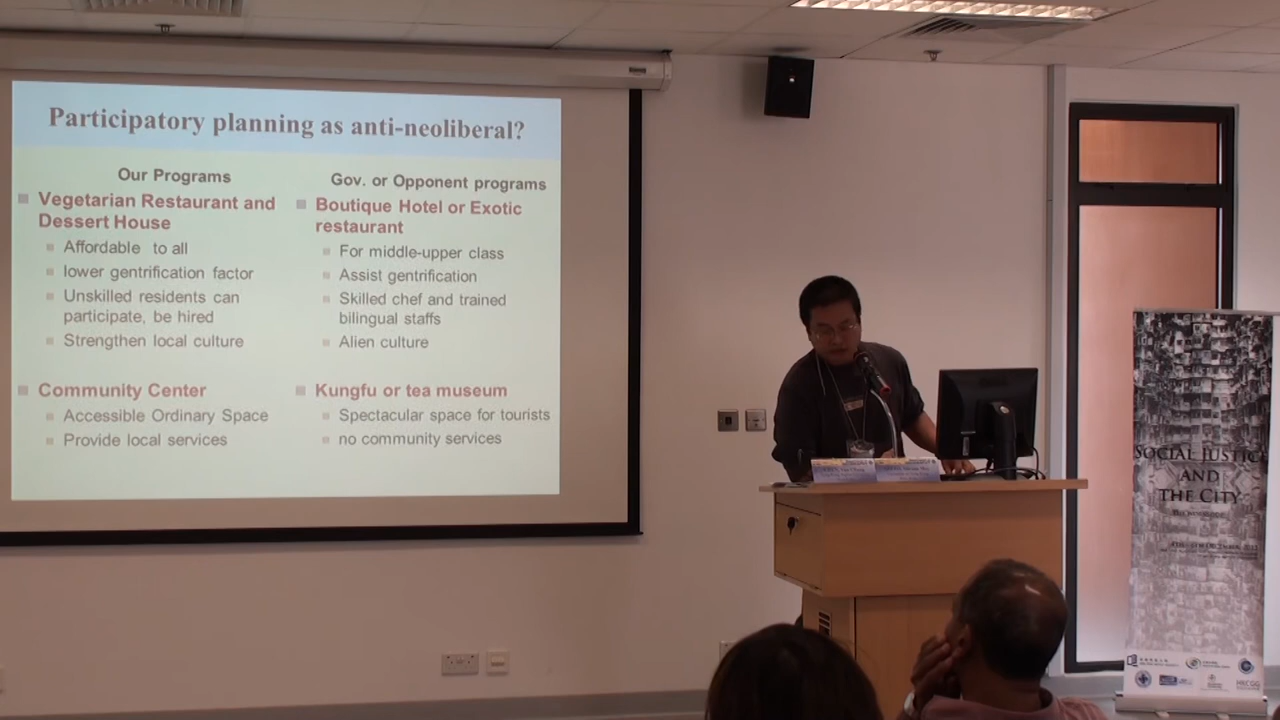 Participatory planning as anti-neoliberal?
Our Programs
Vegetarian Restaurant and
Dessert House
Affordable to all
lower gentrification factor
Unskilled residents can
participate, be hired
Strengthen local culture
Community Center
Accessible Ordinary Space
Provide local services
Gov. or Opponent programs
Boutique Hotel or Exotic
restaurant
For middle-upper class
Assist gentrification
Skilled chef and trained
bilingual staffs
Alien culture
Kungfu or tea museum
Spectacular space for tourists
no community services
SOCIAL JUSTICE
AND
THE CITY
HKCGG